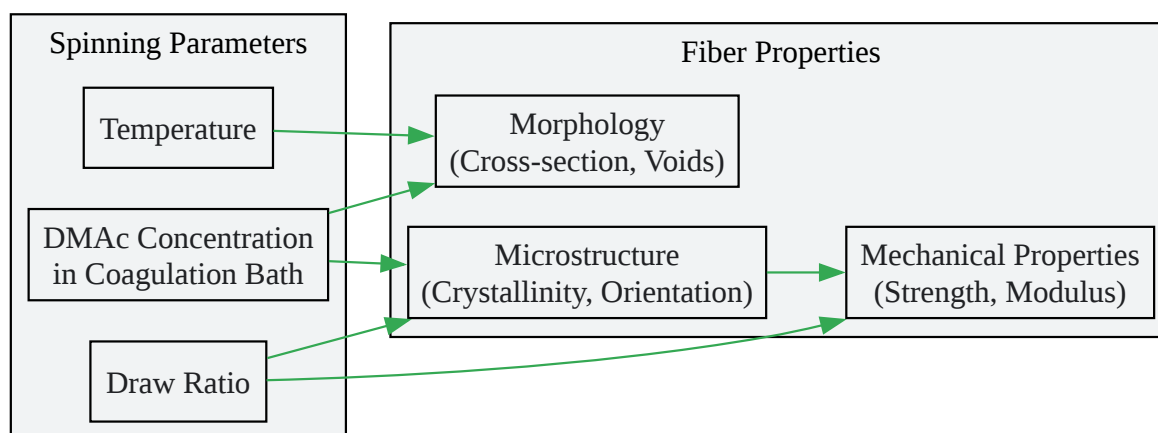 Spinning Parameters
Temperature
DMAc Concentration
in Coagulation Bath
Draw Ratio
Fiber Properties
Morphology
(Cross-section, Voids)
Microstructure
(Crystallinity, Orientation)
Mechanical Properties
(Strength, Modulus)